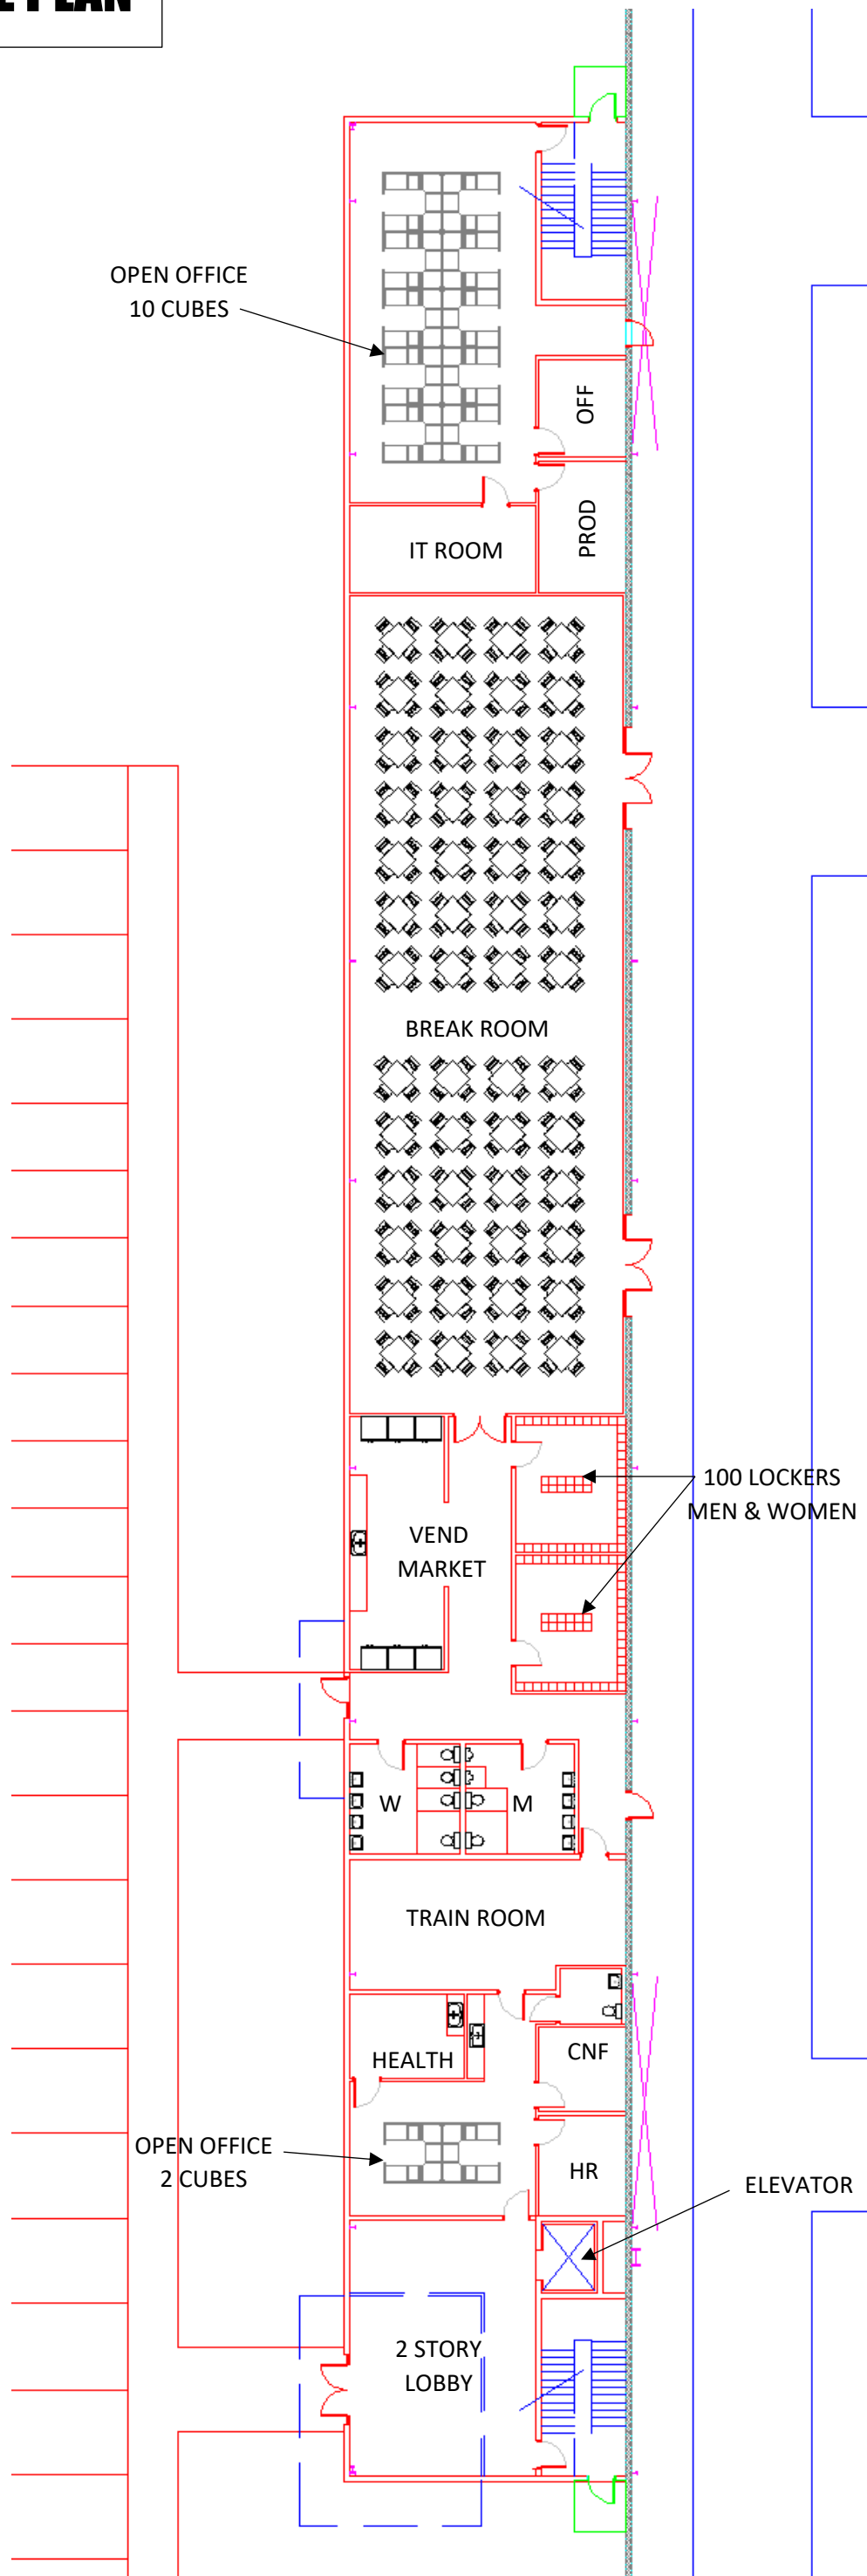 PLAN
OPEN OFFICE
10 CUBES
OFF
PROD
IT ROOM
BREAK ROOM
100 LOCKERS
MEN & WOMEN
VEND
MARKET
W
M
TRAIN ROOM
CNF
HEALTH
OPEN OFFICE
2 CUBES
HR
ELEVATOR
2 STORY
LOBBY